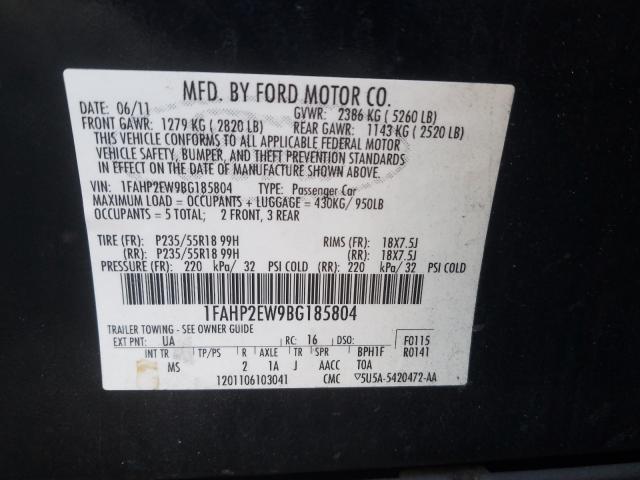 MFD. BY FORD MOTOR CO.
DATE: 06/11 GVWR: 2386 KG ( 5260 LB)
FRONT GAWR: 1279 KG ( 2820 LB) REAR GAWR: 1143 KG ( 2520 LB)
THIS VEHICLE CONFORMS TO ALL APPLICABLE FEDERAL MOTOR
VEHICLE SAFETY, BUMPER, AND THEFT PREVENTION STANDARDS
IN EFFECT ON THE DATE OF MANUFACTURE SHOWN ABOVE.
VIN: 1FAHP2EW9BG185804 TYPE: Passenger Car
MAXIMUM LOAD = OCCUPANTS + LUGGAGE = 430KG/ 950LB
OCCUPANTS = 5 TOTAL; 2 FRONT, 3 REAR
TIRE (FR): P235/55R18 99H RIMS (FR): 18X7.5J
(RR): P235/55R18 99H (RR): 18X7.5J
PRESSURE (FR): 220 kPa/ 32 PSI COLD (RR): 220 kPa/ 32 PSI COLD
1FAHP2EW9BG185804
TRAILER TOWING - SEE OWNER GUIDE
EXT PNT: UA RC: 16 DSO: F0115
INT TR TP/PS R AXLE TR SPR BPH1F R0141
MS 2 1A J AACC TOA
1201106103041 CMC ▽5U5A-5420472-AA